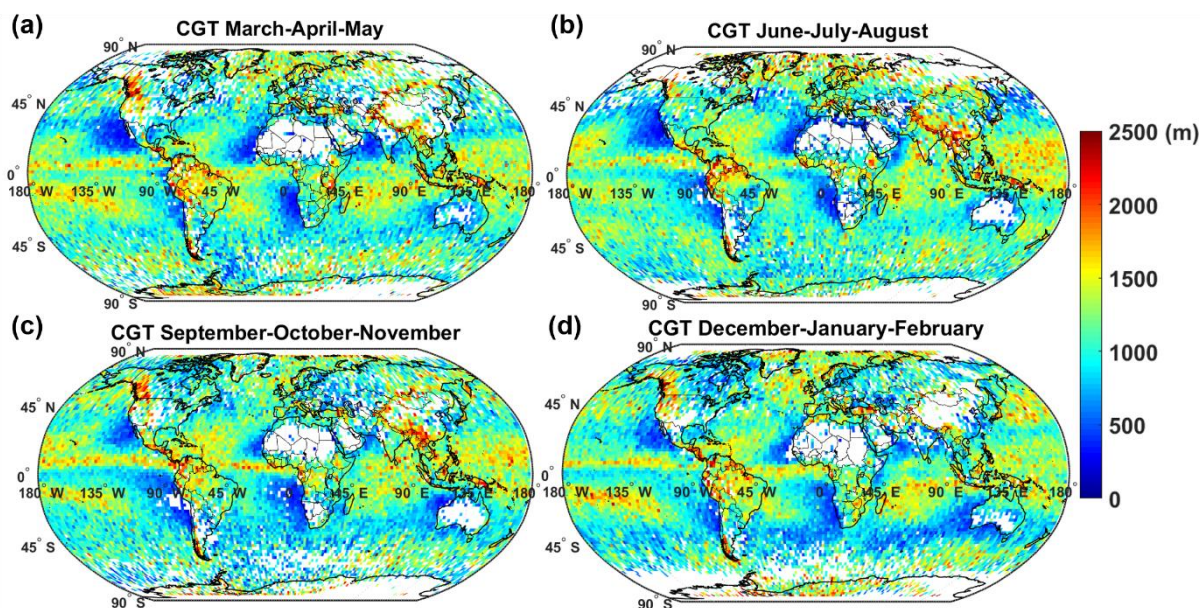 (a)
CGT March-April-May
90° N
45° N
0°
180° W 135° W 90° W 45° W 0° 45° E 90° E 135° E 180° E
45° S
90° S
(b)
CGT June-July-August
90° N
45° N
0°
180° W 135° W 90° W 45° W 0° 45° E 90° E 135° E 180° E
45° S
90° S
(c)
CGT September-October-November
90° N
45° N
0°
180° W 135° W 90° W 45° W 0° 45° E 90° E 135° E 180° E
45° S
90° S
(d)
CGT December-January-February
90° N
45° N
0°
180° W 135° W 90° W 45° W 0° 45° E 90° E 135° E 180° E
45° S
90° S
2500 (m)
2000
1500
1000
500
0